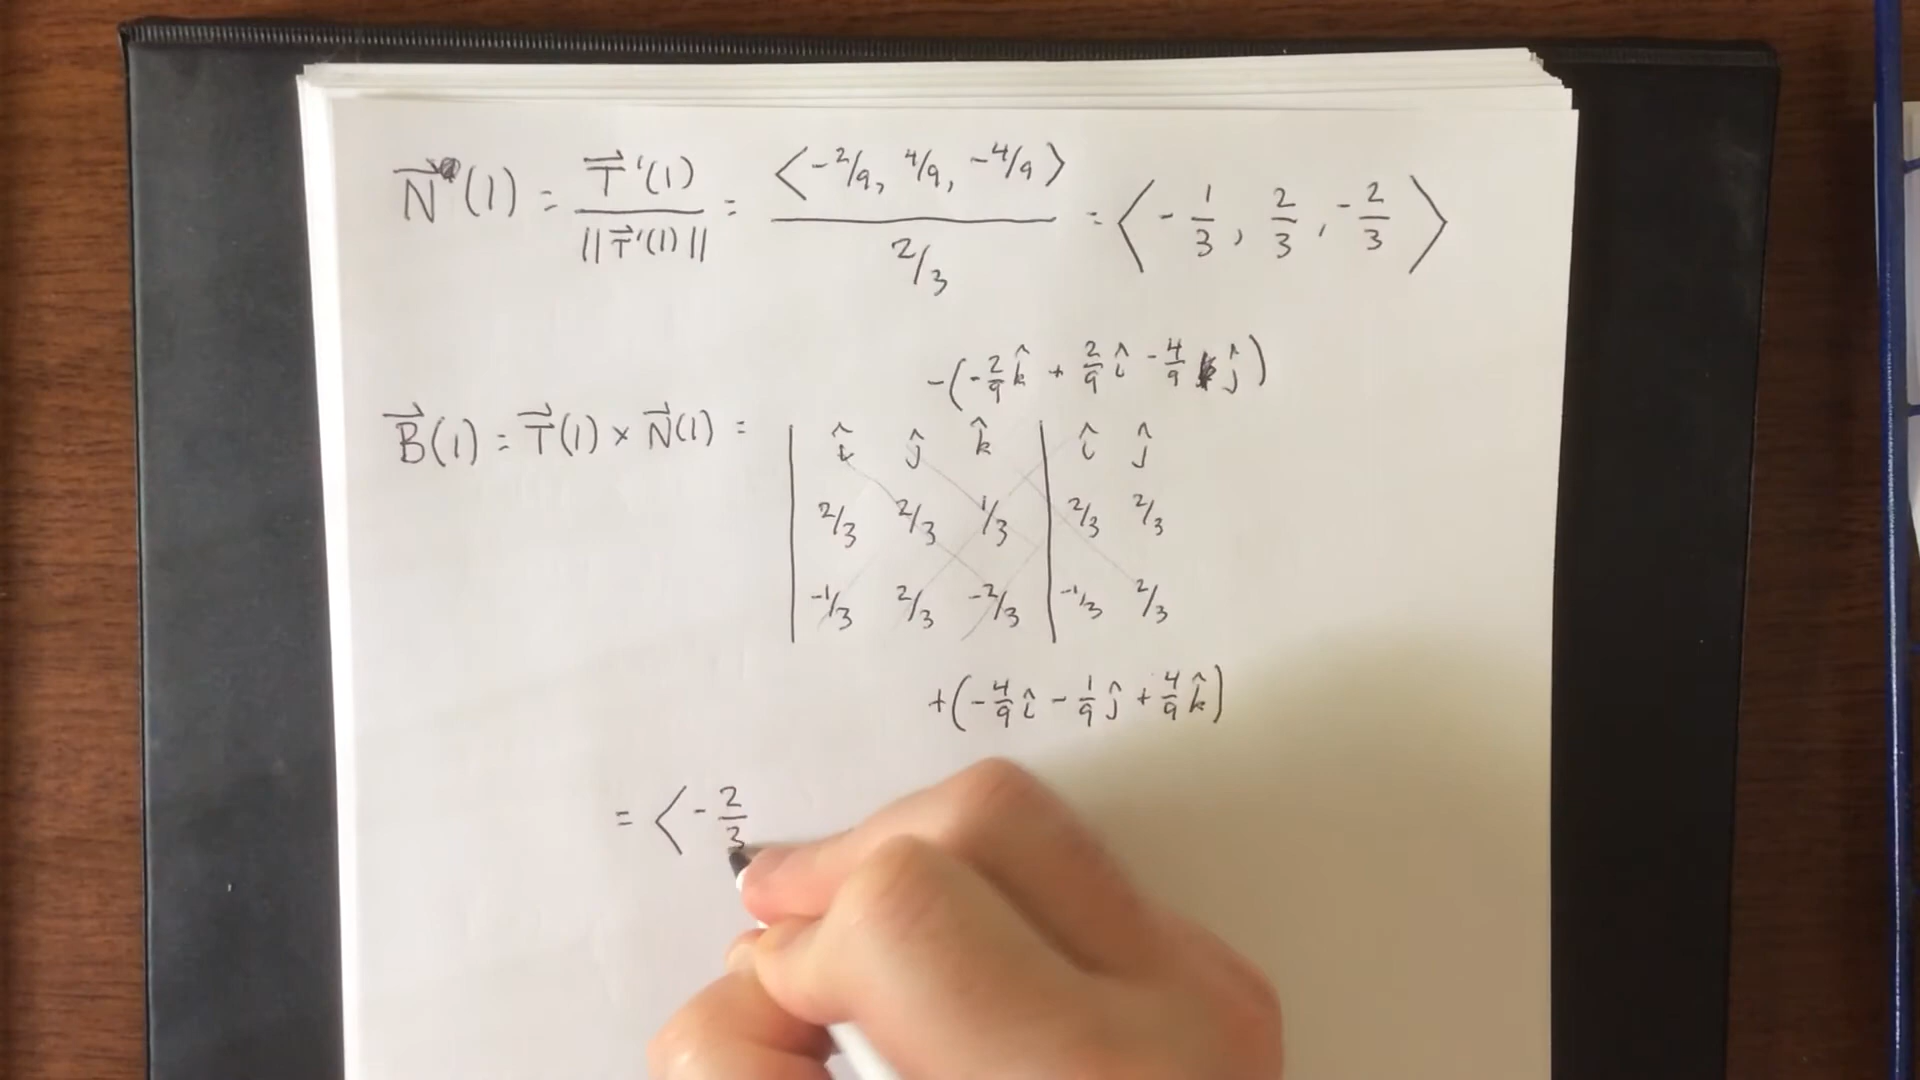 N⃗(1) = T⃗'(1) / ||T⃗'(1)|| = ⟨-2/9, 4/9, -4/9⟩ / 2/3 = ⟨-1/3, 2/3, -2/3⟩
-(-2/9 k̂ + 2/9 î - 4/9 ĵ)
B⃗(1) = T⃗(1) × N⃗(1) = | î ĵ k̂ | î ĵ
2/3 2/3 1/3 | 2/3 2/3
-1/3 2/3 -2/3 | -1/3 2/3
+(-4/9 î - 1/9 ĵ + 4/9 k̂)
= ⟨-2/3